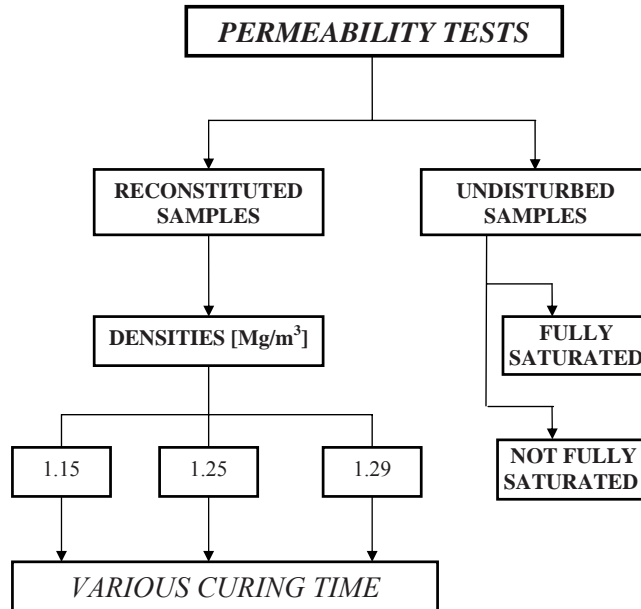 PERMEABILITY TESTS
RECONSTITUTED
SAMPLES
UNDISTURBED
SAMPLES
DENSITIES [Mg/m³]
FULLY
SATURATED
1.15
1.25
1.29
NOT FULLY
SATURATED
VARIOUS CURING TIME